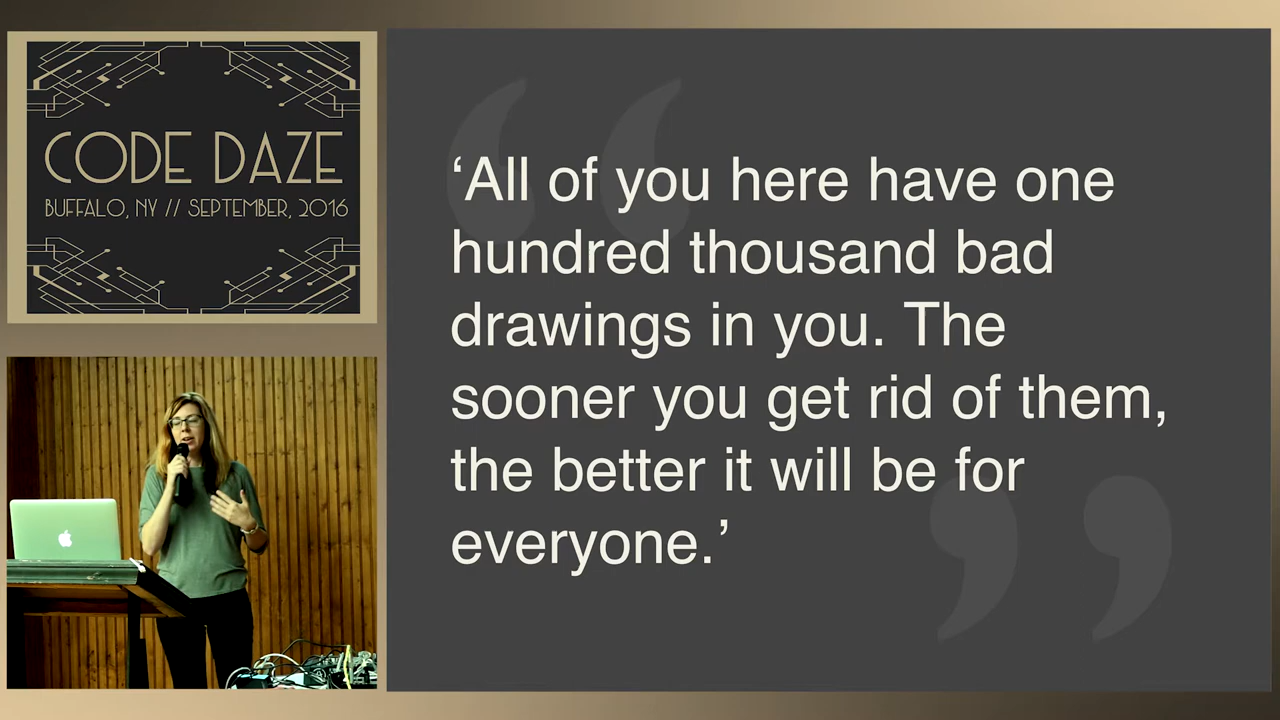 CODE DAZE
BUFFALO, NY // SEPTEMBER, 2016
‘All of you here have one
hundred thousand bad
drawings in you. The
sooner you get rid of them,
the better it will be for
everyone.’